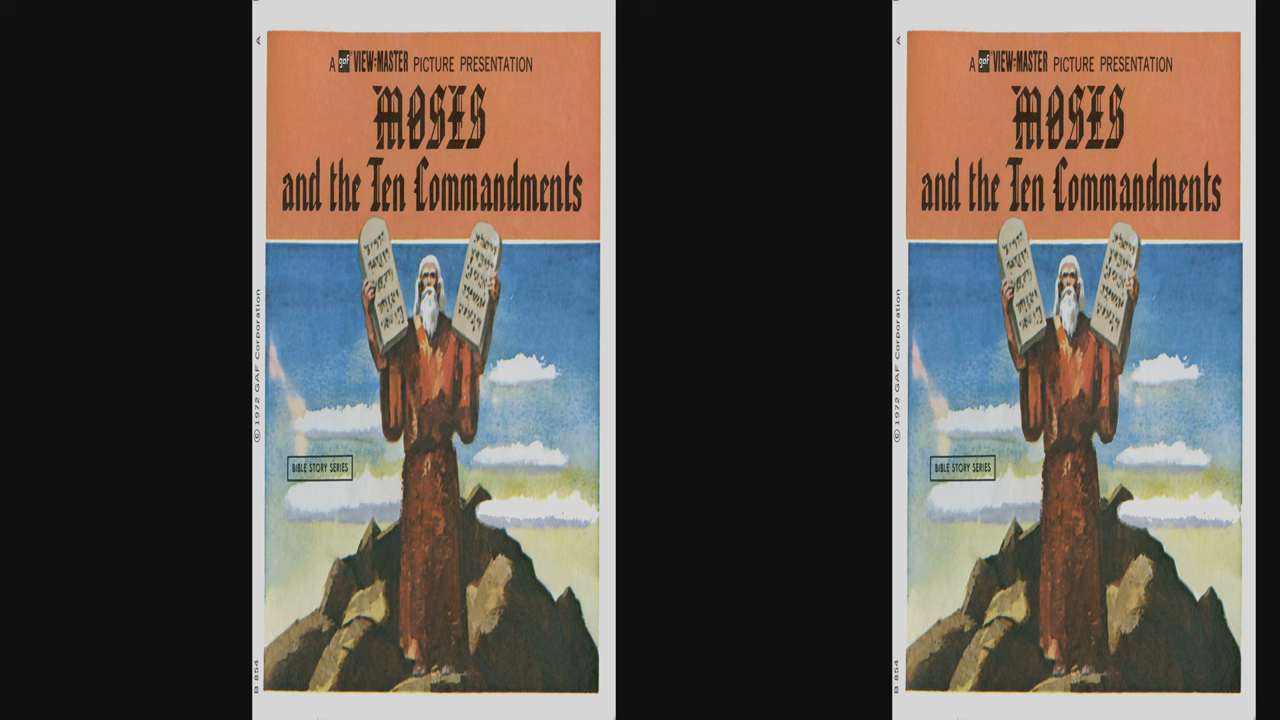 A gaf VIEW-MASTER PICTURE PRESENTATION
MOSES
and the Ten Commandments
BIBLE STORY SERIES
A
© 1972 GAF Corporation
B 854
A gaf VIEW-MASTER PICTURE PRESENTATION
MOSES
and the Ten Commandments
BIBLE STORY SERIES
A
© 1972 GAF Corporation
B 854